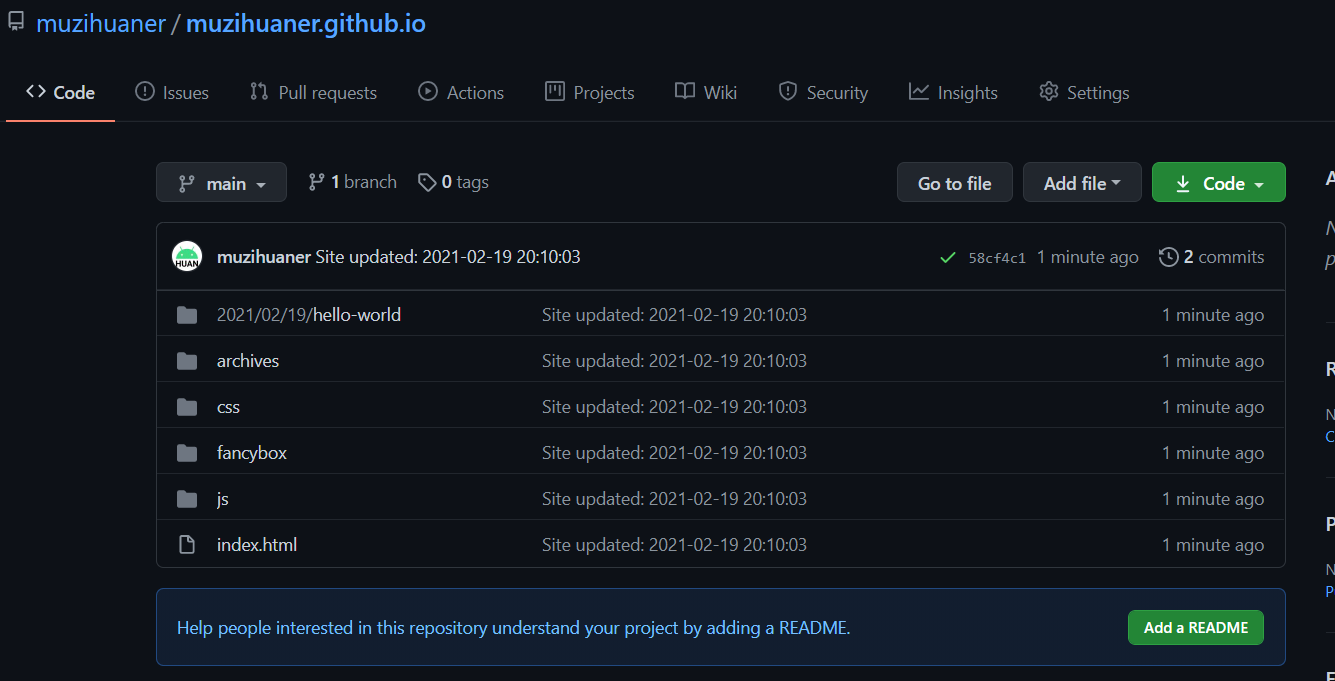 muzihuaner / muzihuaner.github.io
Code Issues Pull requests Actions Projects Wiki Security Insights Settings
main 1 branch 0 tags Go to file Add file Code
HUAN muzihuaner Site updated: 2021-02-19 20:10:03 58cf4c1 1 minute ago 2 commits
2021/02/19/hello-world Site updated: 2021-02-19 20:10:03 1 minute ago
archives Site updated: 2021-02-19 20:10:03 1 minute ago
css Site updated: 2021-02-19 20:10:03 1 minute ago
fancybox Site updated: 2021-02-19 20:10:03 1 minute ago
js Site updated: 2021-02-19 20:10:03 1 minute ago
index.html Site updated: 2021-02-19 20:10:03 1 minute ago
Help people interested in this repository understand your project by adding a README. Add a README